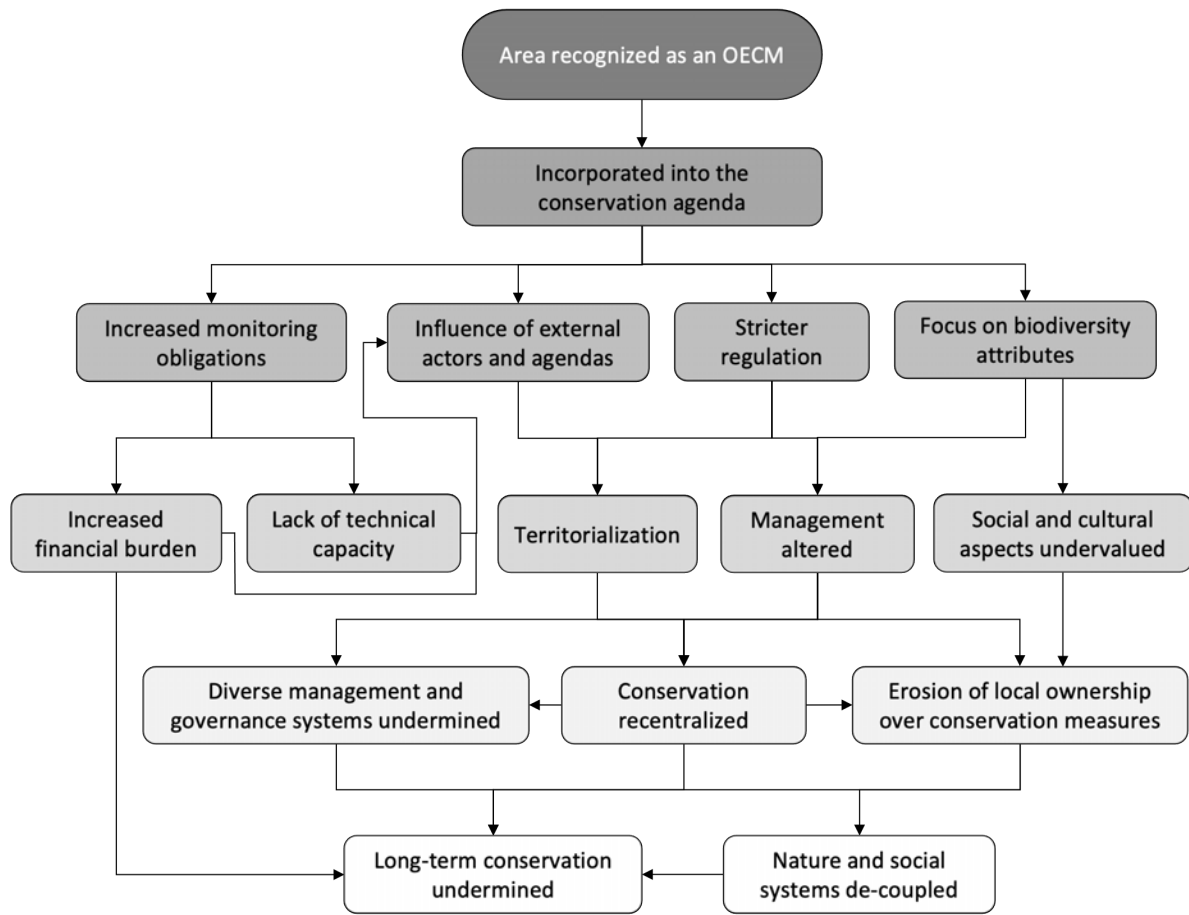 Area recognized as an OECM
Incorporated into the
conservation agenda
Increased monitoring
obligations
Influence of external
actors and agendas
Stricter
regulation
Focus on biodiversity
attributes
Increased
financial burden
Lack of technical
capacity
Territorialization
Management
altered
Social and cultural
aspects undervalued
Diverse management and
governance systems undermined
Conservation
recentralized
Erosion of local ownership
over conservation measures
Long-term conservation
undermined
Nature and social
systems de-coupled